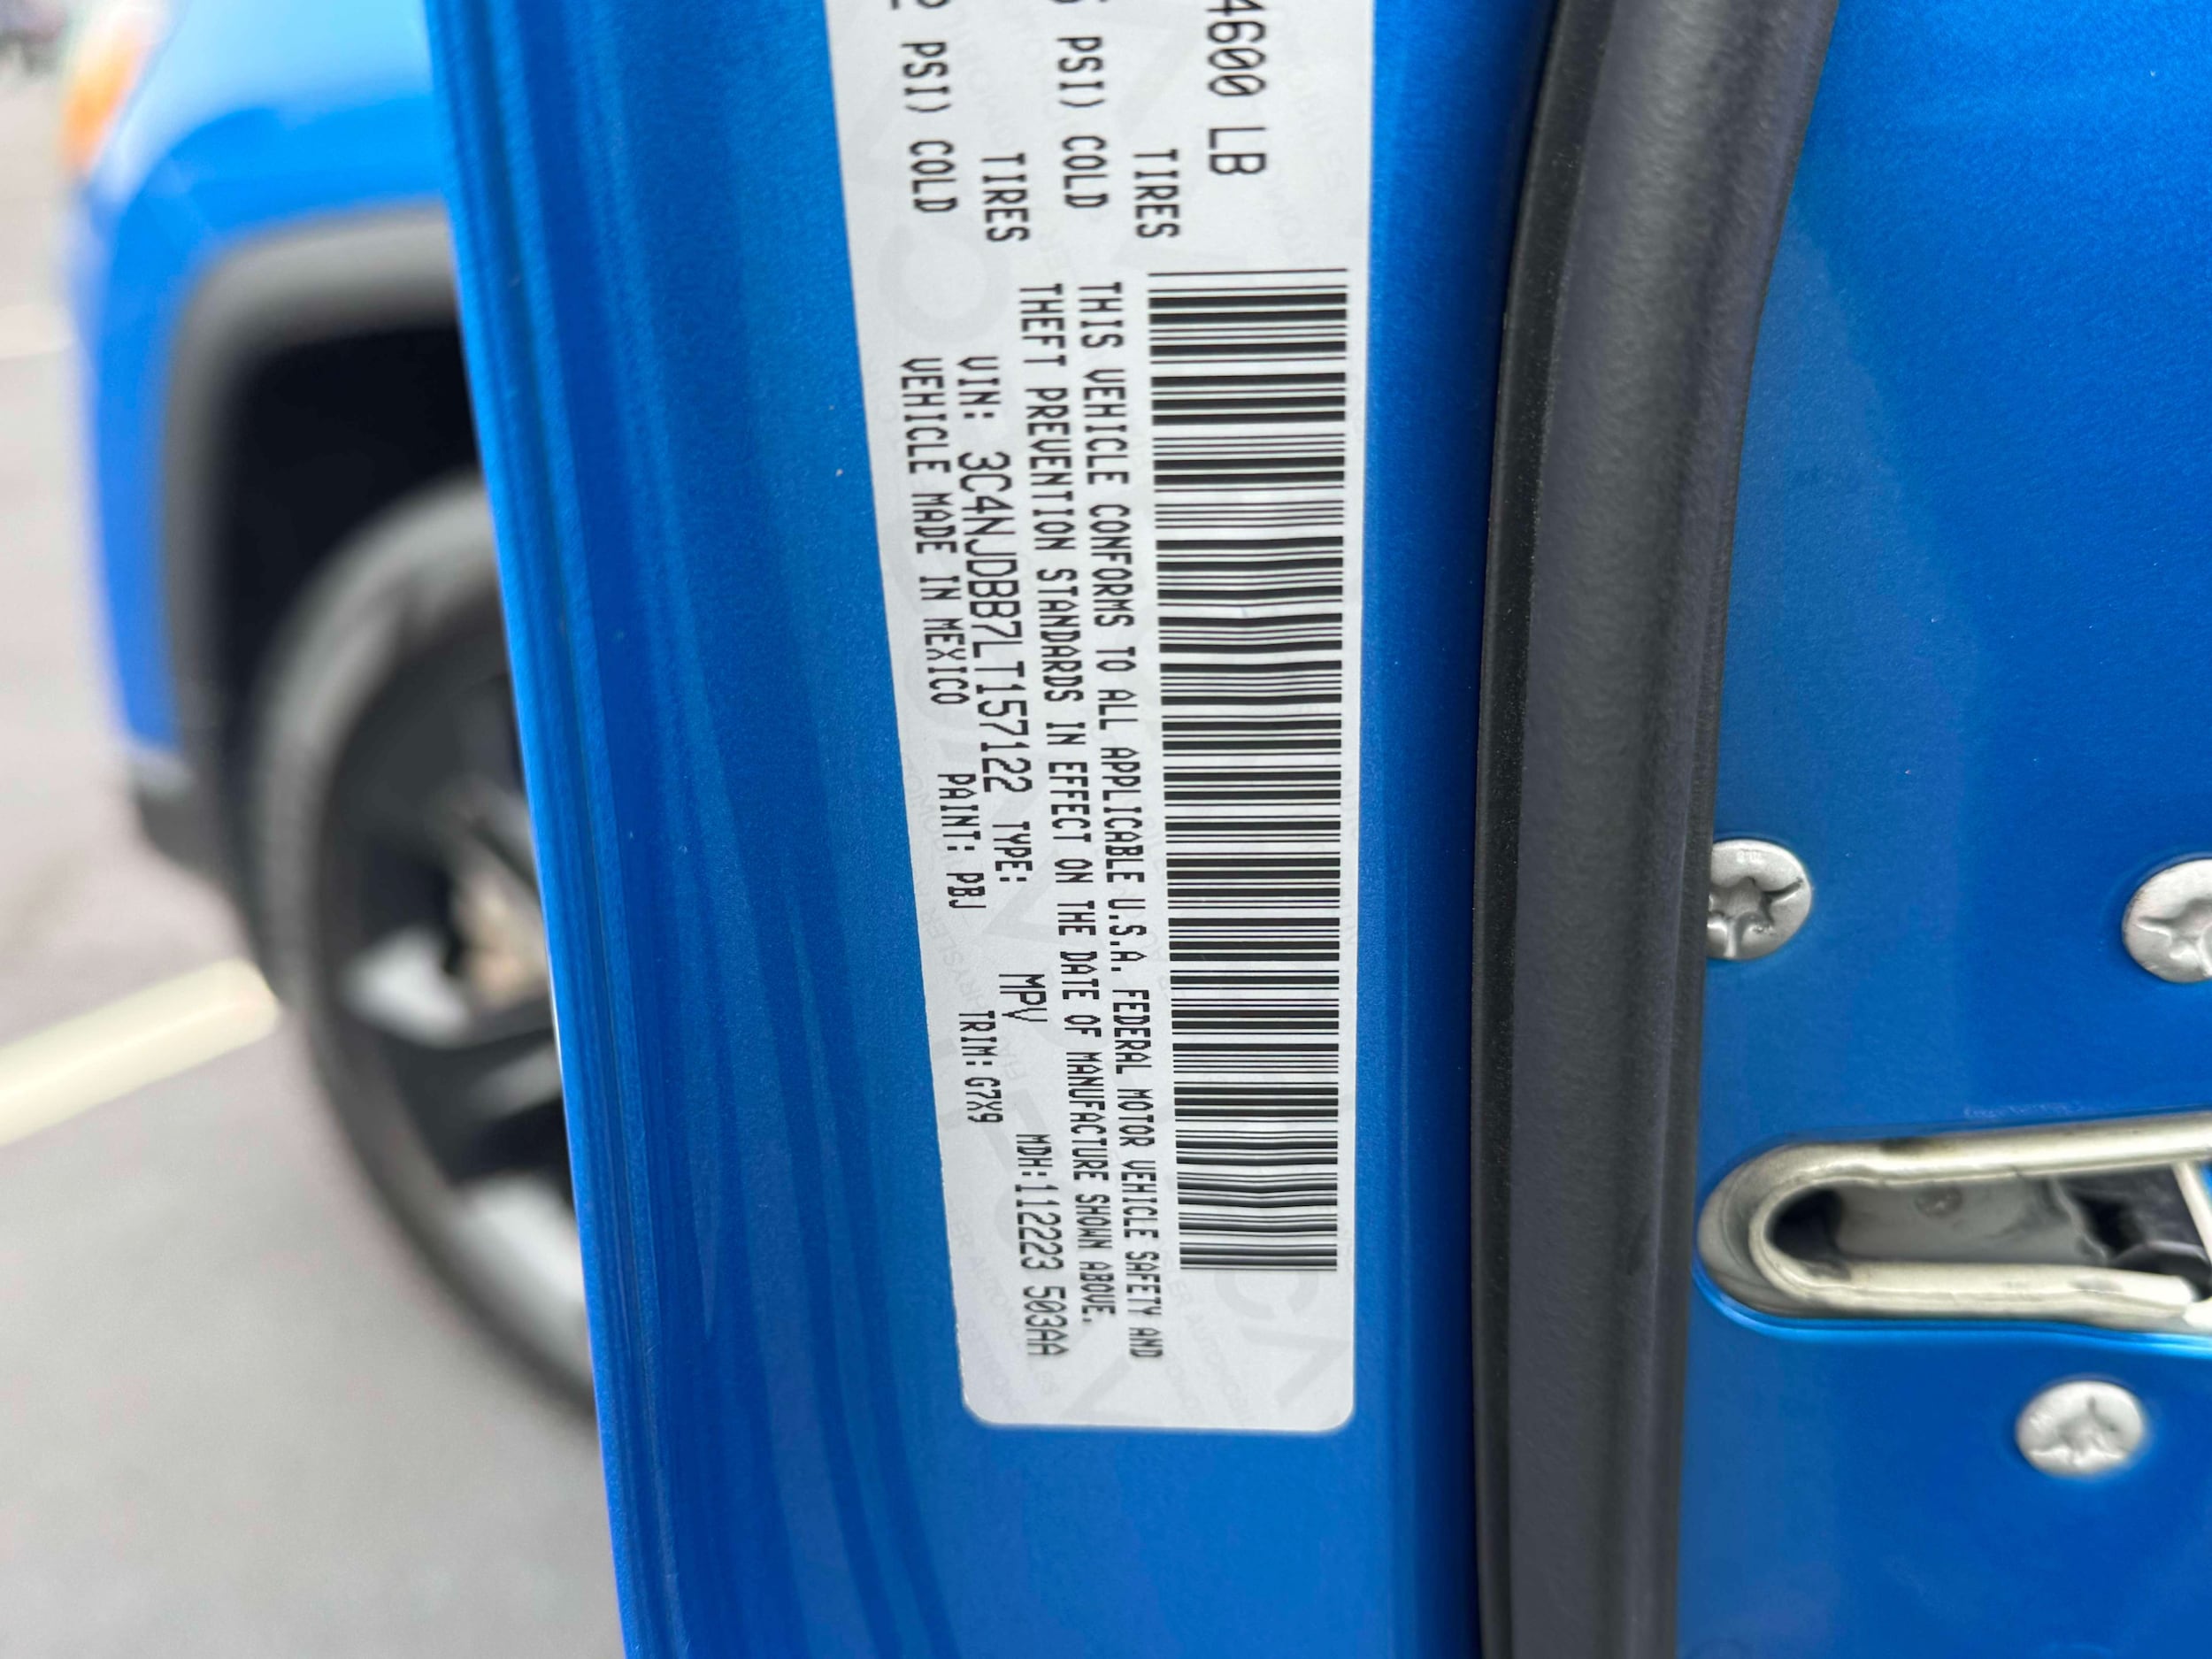 4600 LB
TIRES
PSI) COLD
TIRES
PSI) COLD
THIS VEHICLE CONFORMS TO ALL APPLICABLE U.S.A. FEDERAL MOTOR VEHICLE SAFETY AND
THEFT PREVENTION STANDARDS IN EFFECT ON THE DATE OF MANUFACTURE SHOWN ABOVE.
VIN: 3C4NJDBB7LT157122 TYPE: MPV MDH:112223 503AA
VEHICLE MADE IN MEXICO PAINT: PBJ TRIM: G7X9